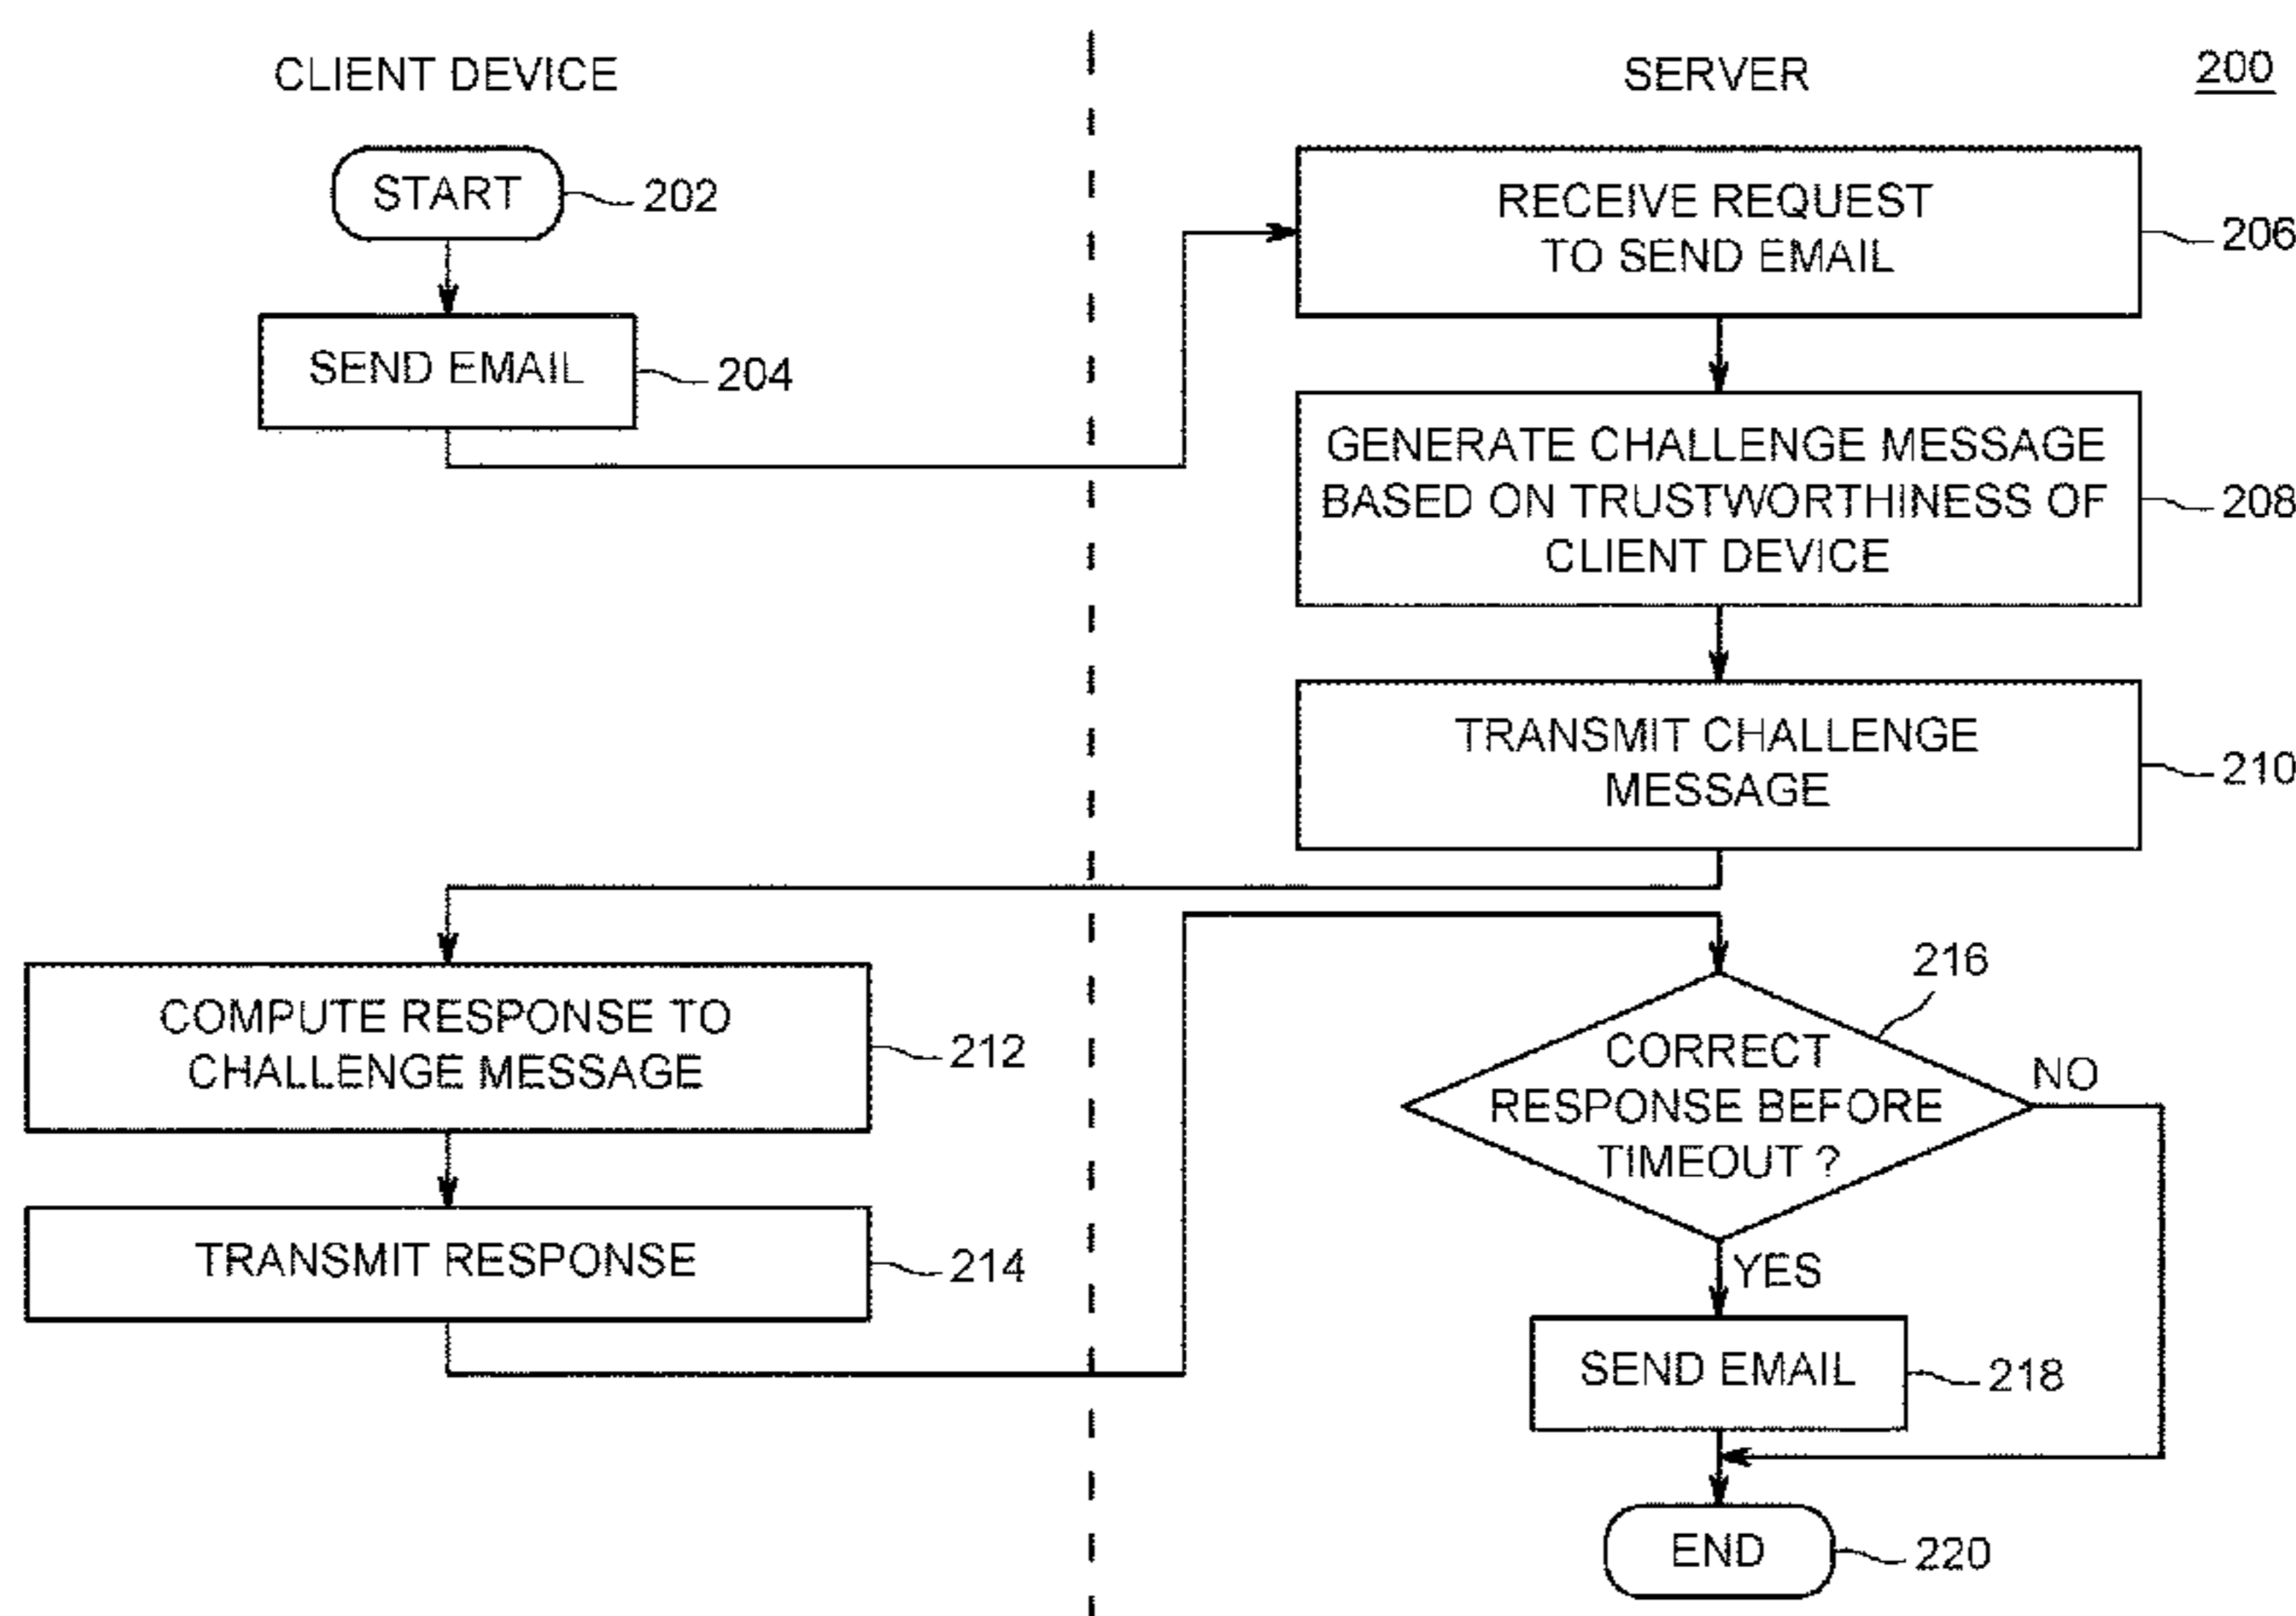 CLIENT DEVICE
SERVER
200
START
202
SEND EMAIL
204
RECEIVE REQUEST
TO SEND EMAIL
206
GENERATE CHALLENGE MESSAGE
BASED ON TRUSTWORTHINESS OF
CLIENT DEVICE
208
TRANSMIT CHALLENGE
MESSAGE
210
COMPUTE RESPONSE TO
CHALLENGE MESSAGE
212
TRANSMIT RESPONSE
214
216
CORRECT
RESPONSE BEFORE
TIMEOUT ?
NO
YES
SEND EMAIL
218
END
220